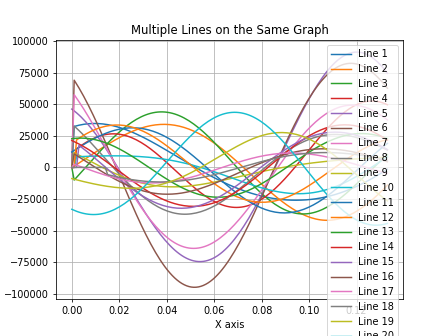 Multiple Lines on the Same Graph
100000
75000
50000
25000
0
−25000
−50000
−75000
−100000
0.00
0.02
0.04
0.06
0.08
0.10
X axis
Line 1
Line 2
Line 3
Line 4
Line 5
Line 6
Line 7
Line 8
Line 9
Line 10
Line 11
Line 12
Line 13
Line 14
Line 15
Line 16
Line 17
Line 18
Line 19
Line 20